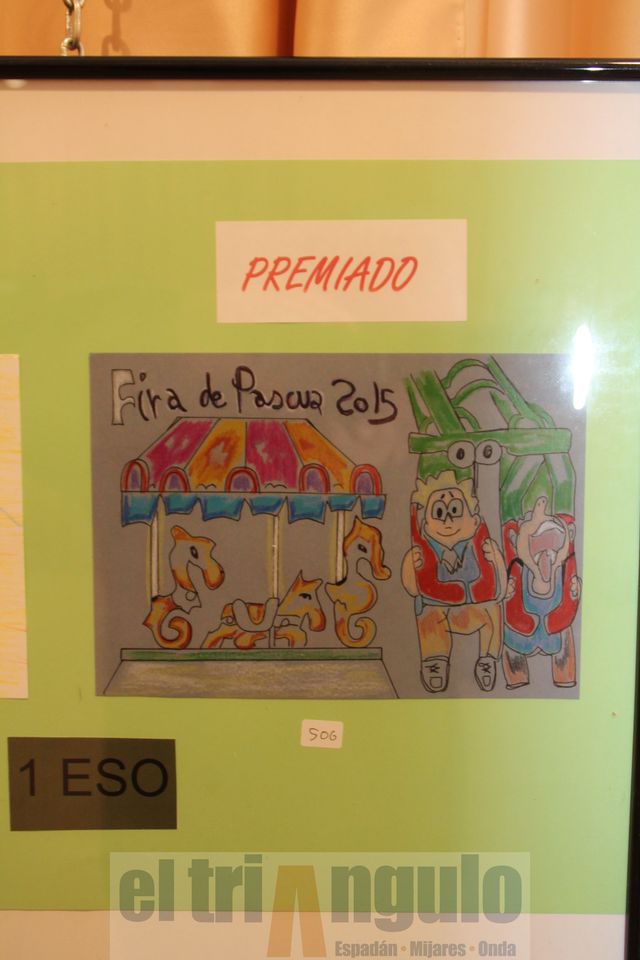 PREMIADO
Fira de Pascua 2015
506
1 ESO
el triangulo
Espadán · Mijares · Onda